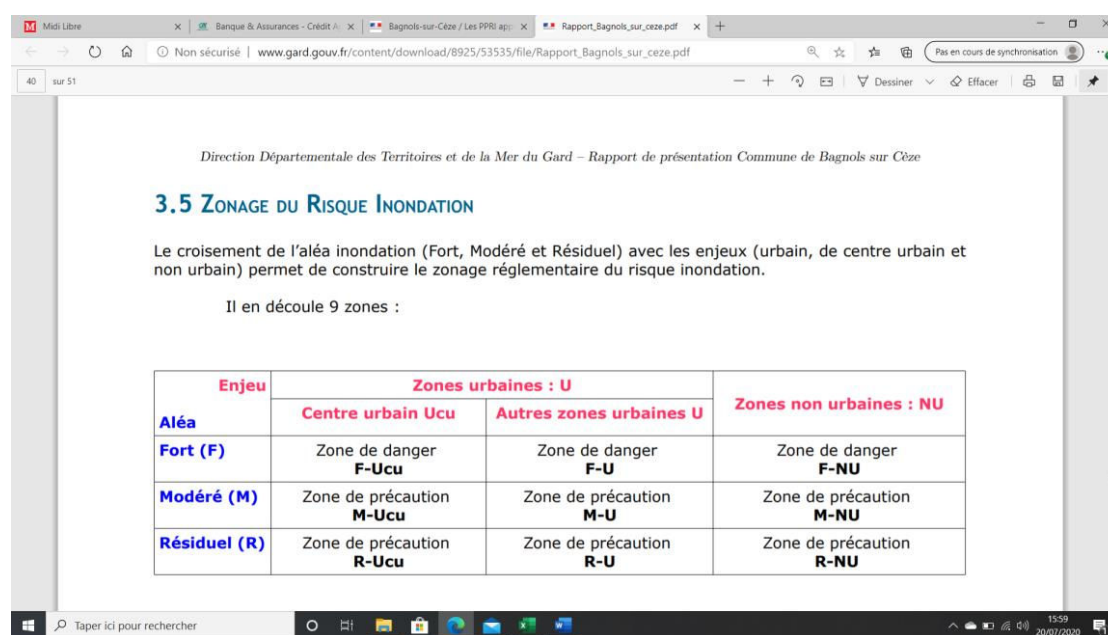 Midi Libre
Banque & Assurances - Crédit A
Bagnols-sur-Cèze / Les PPRI app
Rapport_Bagnols_sur_ceze.pdf
Non sécurisé | www.gard.gouv.fr/content/download/8925/53535/file/Rapport_Bagnols_sur_ceze.pdf
Pas en cours de synchronisation
40 sur 51
Dessiner
Effacer
Direction Départementale des Territoires et de la Mer du Gard – Rapport de présentation Commune de Bagnols sur Cèze
3.5 ZONAGE DU RISQUE INONDATION
Le croisement de l'aléa inondation (Fort, Modéré et Résiduel) avec les enjeux (urbain, de centre urbain et
non urbain) permet de construire le zonage réglementaire du risque inondation.
Il en découle 9 zones :
Enjeu
Aléa
Zones urbaines : U
Zones non urbaines : NU
Centre urbain Ucu
Autres zones urbaines U
Fort (F)
Zone de danger
F-Ucu
Zone de danger
F-U
Zone de danger
F-NU
Modéré (M)
Zone de précaution
M-Ucu
Zone de précaution
M-U
Zone de précaution
M-NU
Résiduel (R)
Zone de précaution
R-Ucu
Zone de précaution
R-U
Zone de précaution
R-NU
Taper ici pour rechercher
15:59
20/07/2020